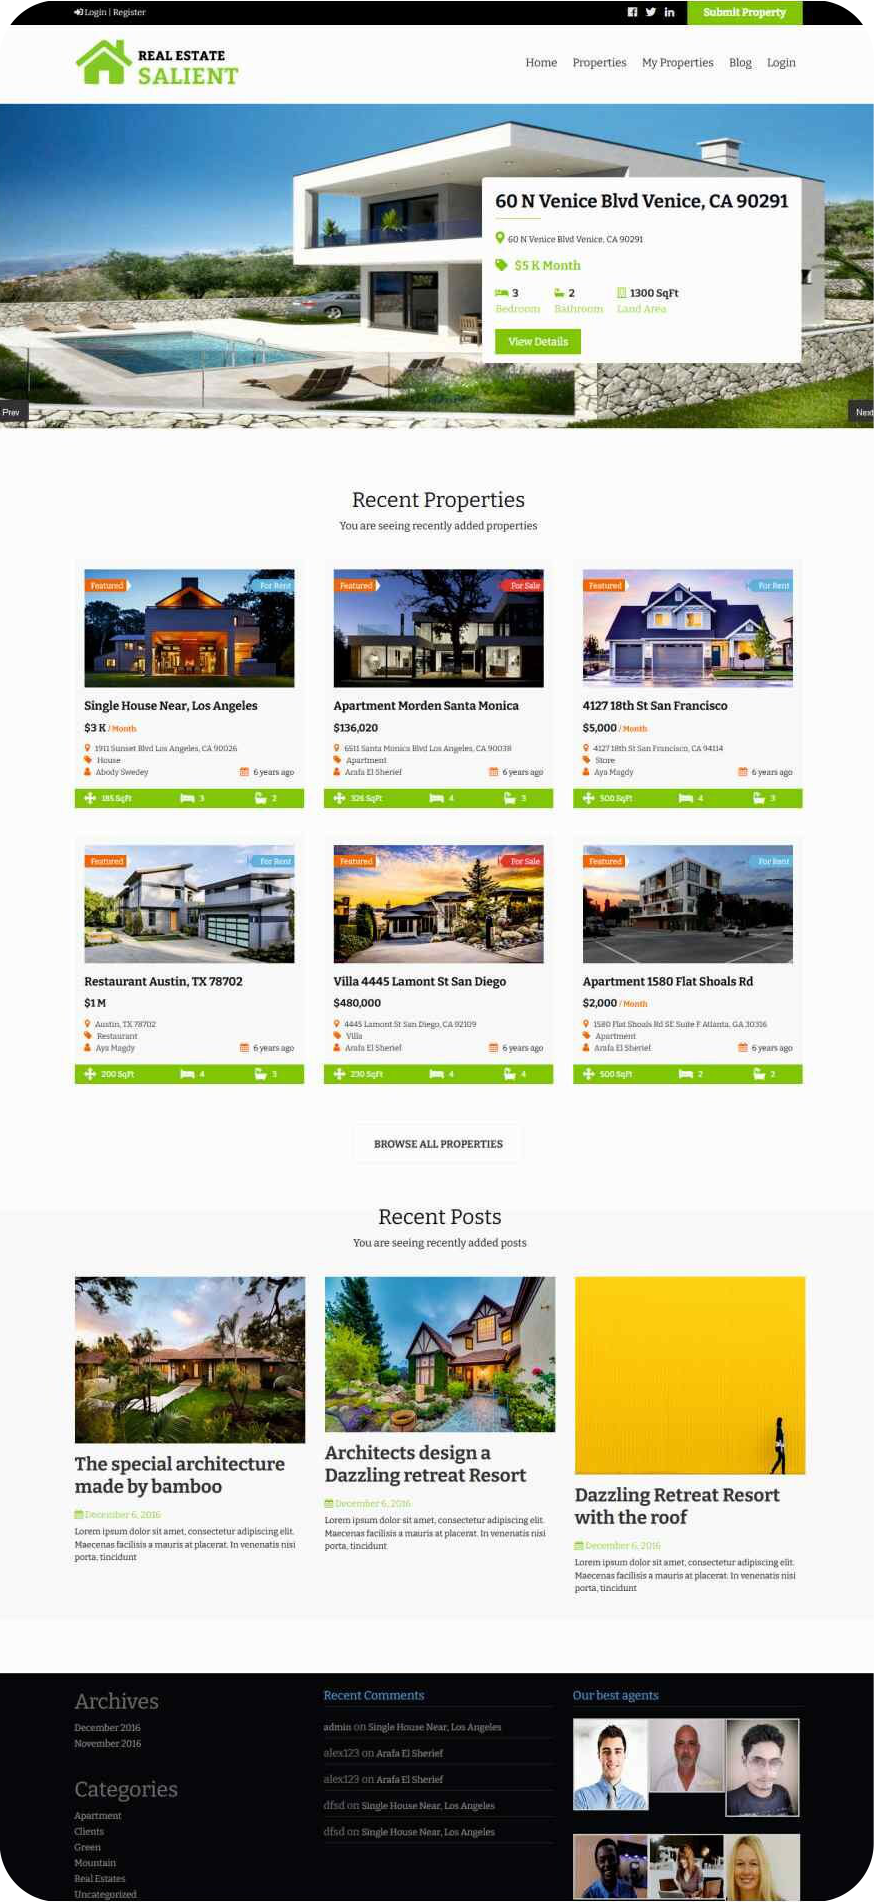 Login | Register
Submit Property
REAL ESTATE
SALIENT
Home Properties My Properties Blog Login
60 N Venice Blvd Venice, CA 90291
60 N Venice Blvd Venice, CA 90291
$5 K Month
3 2 1300 SqFt
Bedroom Bathroom Land Area
View Details
Prev
Next
Recent Properties
You are seeing recently added properties
Featured For Rent
Single House Near, Los Angeles
$3 K / Month
1911 Sunset Blvd Los Angeles, CA 90026
House
Abody Swedey 6 years ago
185 SqFt 3 2
Featured For Sale
Apartment Morden Santa Monica
$136,020
6511 Santa Monica Blvd Los Angeles, CA 90038
Apartment
Arafa El Sherief 6 years ago
326 SqFt 4 3
Featured For Rent
4127 18th St San Francisco
$5,000 / Month
4127 18th St San Francisco, CA 94114
Store
Aya Magdy 6 years ago
500 SqFt 4 3
Featured For Rent
Restaurant Austin, TX 78702
$1 M
Austin, TX 78702
Restaurant
Aya Magdy 6 years ago
200 SqFt 4 3
Featured For Sale
Villa 4445 Lamont St San Diego
$480,000
4445 Lamont St San Diego, CA 92109
Villa
Arafa El Sherief 6 years ago
230 SqFt 4 4
Featured For Rent
Apartment 1580 Flat Shoals Rd
$2,000 / Month
1580 Flat Shoals Rd SE Suite F Atlanta, GA 30316
Apartment
Arafa El Sherief 6 years ago
500 SqFt 2 2
BROWSE ALL PROPERTIES
Recent Posts
You are seeing recently added posts
The special architecture
made by bamboo
December 6, 2016
Lorem ipsum dolor sit amet, consectetur adipiscing elit.
Maecenas facilisis a mauris at placerat. In venenatis nisi
porta, tincidunt
Architects design a
Dazzling retreat Resort
December 6, 2016
Lorem ipsum dolor sit amet, consectetur adipiscing elit.
Maecenas facilisis a mauris at placerat. In venenatis nisi
porta, tincidunt
Dazzling Retreat Resort
with the roof
December 6, 2016
Lorem ipsum dolor sit amet, consectetur adipiscing elit.
Maecenas facilisis a mauris at placerat. In venenatis nisi
porta, tincidunt
Archives
December 2016
November 2016
Categories
Apartment
Clients
Green
Mountain
Real Estates
Uncategorized
Recent Comments
admin on Single House Near, Los Angeles
alex123 on Arafa El Sherief
alex123 on Arafa El Sherief
dfsd on Single House Near, Los Angeles
dfsd on Single House Near, Los Angeles
Our best agents